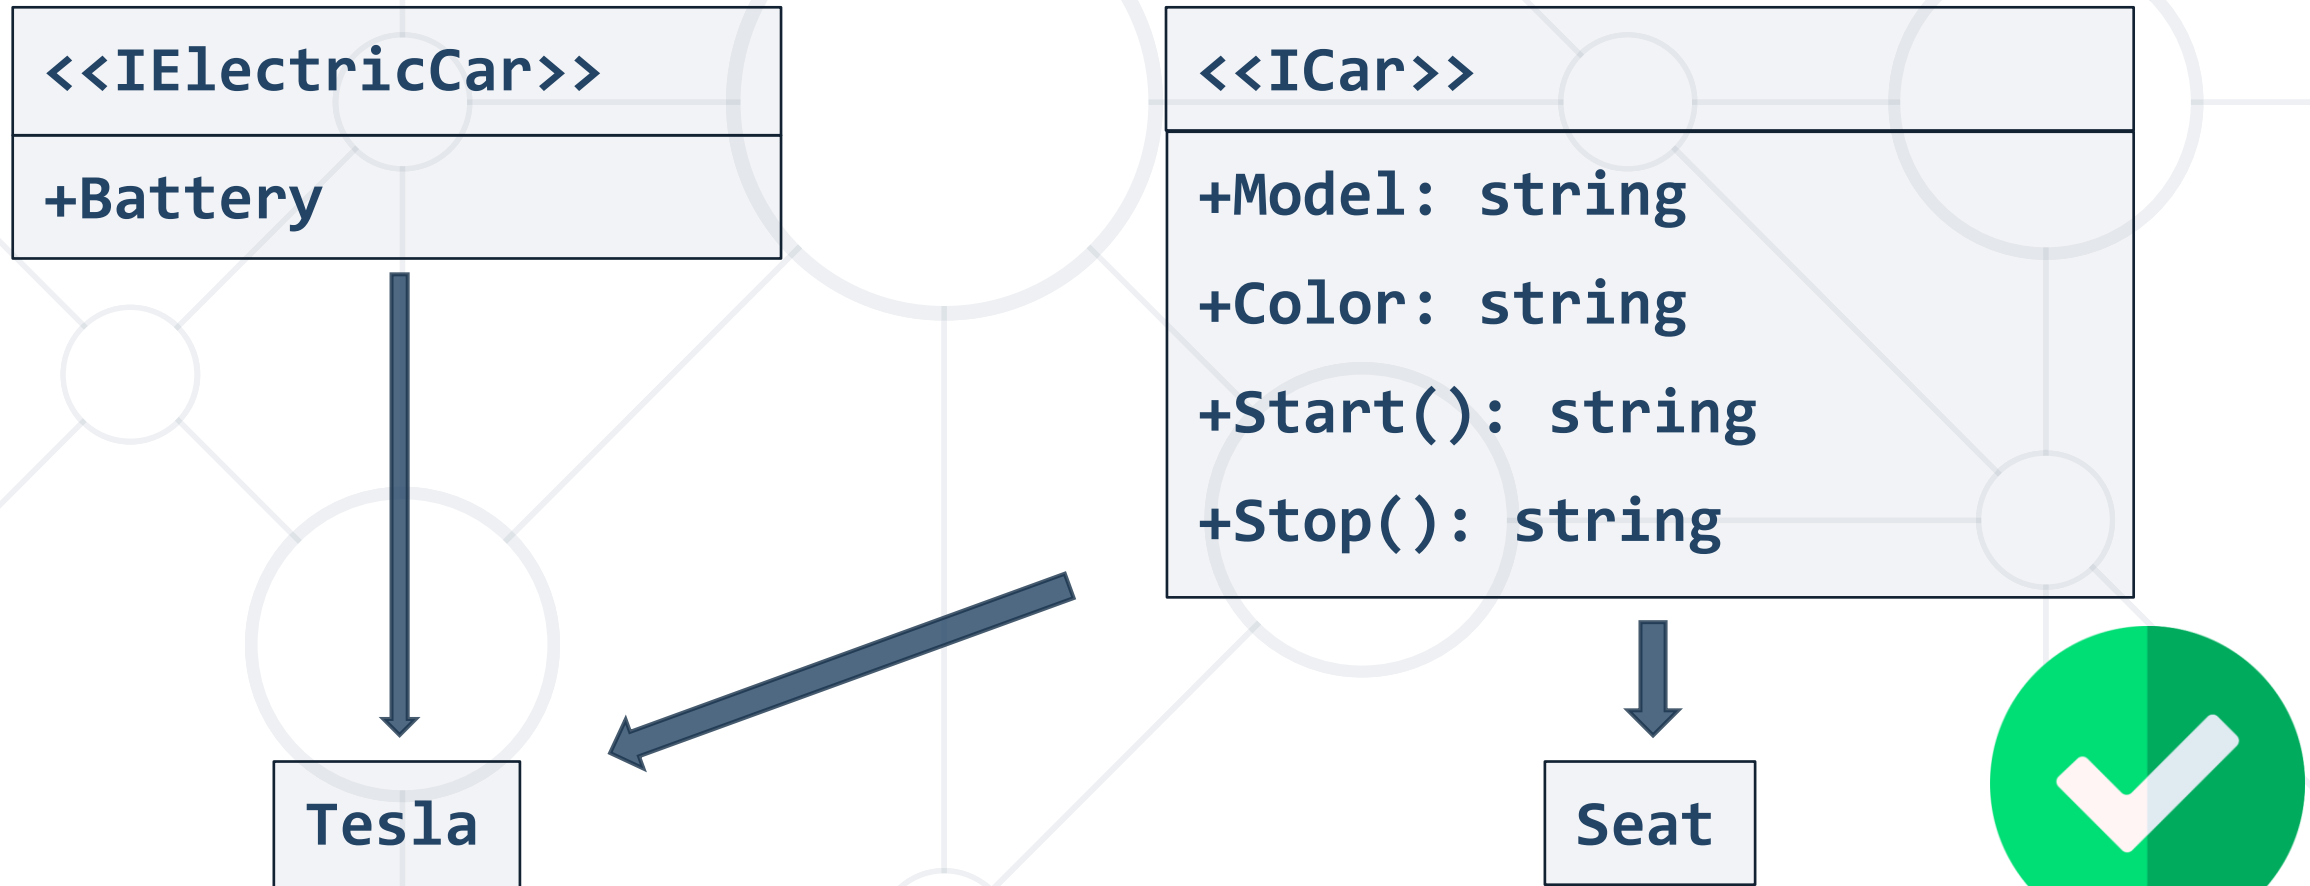 <<IElectricCar>>
+Battery
<<ICar>>
+Model: string
+Color: string
+Start(): string
+Stop(): string
Tesla
Seat